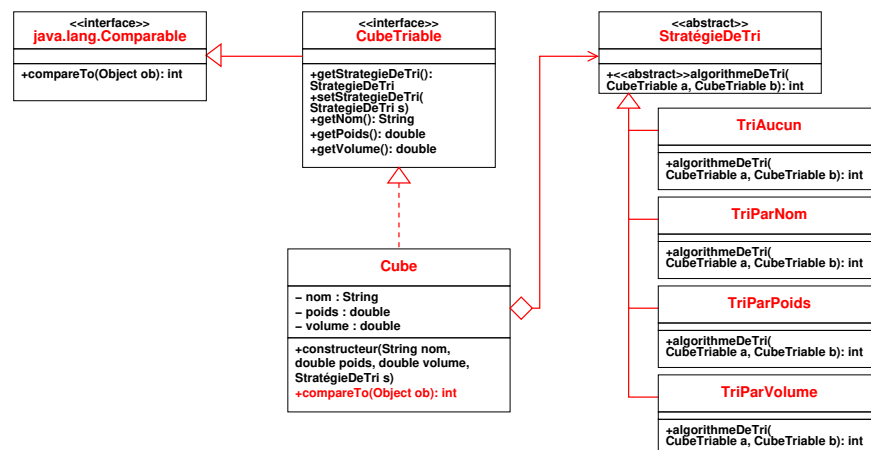 <<interface>>
java.lang.Comparable
+compareTo(Object ob): int
<<interface>>
CubeTriable
+getStrategieDeTri():
StrategieDeTri
+setStrategieDeTri(
StrategieDeTri s)
+getNom(): String
+getPoids(): double
+getVolume(): double
<<abstract>>
StratégieDeTri
+<<abstract>>algorithmeDeTri(
CubeTriable a, CubeTriable b): int
TriAucun
+algorithmeDeTri(
CubeTriable a, CubeTriable b): int
TriParNom
+algorithmeDeTri(
CubeTriable a, CubeTriable b): int
TriParPoids
+algorithmeDeTri(
CubeTriable a, CubeTriable b): int
TriParVolume
+algorithmeDeTri(
CubeTriable a, CubeTriable b): int
Cube
– nom : String
– poids : double
– volume : double
+constructeur(String nom,
double poids, double volume,
StratégieDeTri s)
+compareTo(Object ob): int